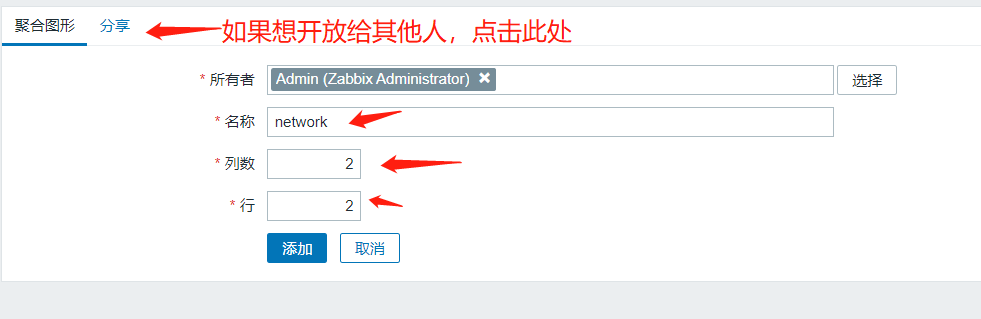 聚合图形 分享 如果想开放给其他人，点击此处
* 所有者 Admin (Zabbix Administrator) ✖ 选择
* 名称 network
* 列数 2
* 行 2
添加 取消